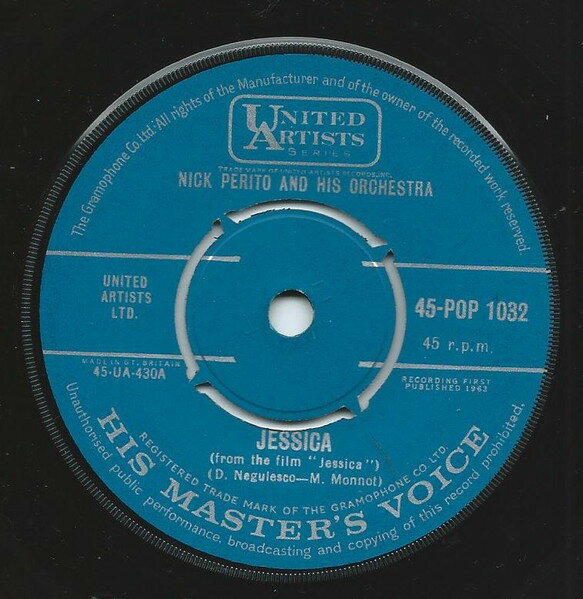 The Gramophone Co.Ltd. All rights of the Manufacturer and of the owner of the recorded work reserved
UNITED
ARTISTS
SERIES
TRADE MARK OF UNITED ARTISTS RECORDS, INC.
NICK PERITO AND HIS ORCHESTRA
UNITED
ARTISTS
LTD.
45-POP 1032
45 r.p.m.
MADE IN GT. BRITAIN
45-UA-430A
RECORDING FIRST
PUBLISHED 1963
JESSICA
(from the film "Jessica")
(D. Negulesco—M. Monnot)
REGISTERED TRADE MARK OF THE GRAMOPHONE CO LTD.
HIS MASTER'S VOICE
Unauthorised public performance, broadcasting and copying of this record prohibited.